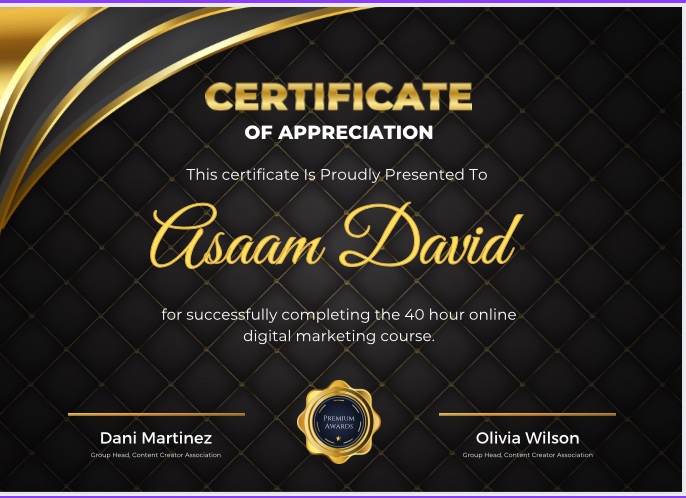 CERTIFICATE
OF APPRECIATION
This certificate Is Proudly Presented To
Asaam David
for successfully completing the 40 hour online
digital marketing course.
PREMIUM
AWARDS
Dani Martinez
Group Head, Content Creator Association
Olivia Wilson
Group Head, Content Creator Association